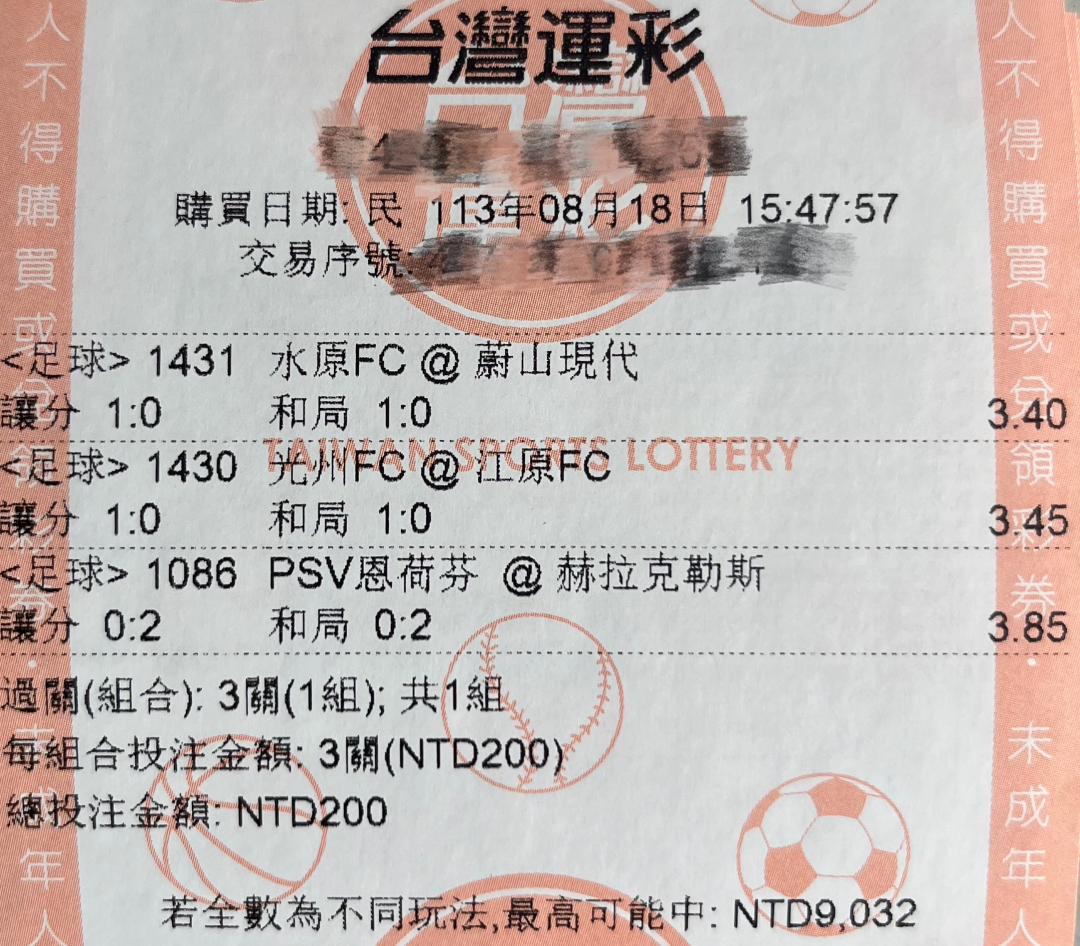 台灣運彩
購買日期: 民 113年08月18日 15:47:57
交易序號:
<足球> 1431 水原FC @ 蔚山現代
讓分 1:0 和局 1:0 3.40
TAIWAN SPORTS LOTTERY
<足球> 1430 光州FC @ 江原FC
讓分 1:0 和局 1:0 3.45
<足球> 1086 PSV恩荷芬 @ 赫拉克勒斯
讓分 0:2 和局 0:2 3.85
過關(組合): 3關(1組); 共1組
每組合投注金額: 3關(NTD200)
總投注金額: NTD200
若全數為不同玩法,最高可能中: NTD9,032
人不得購買或兌領彩券・未成年人
人不得購買或兌領彩券・未成年人